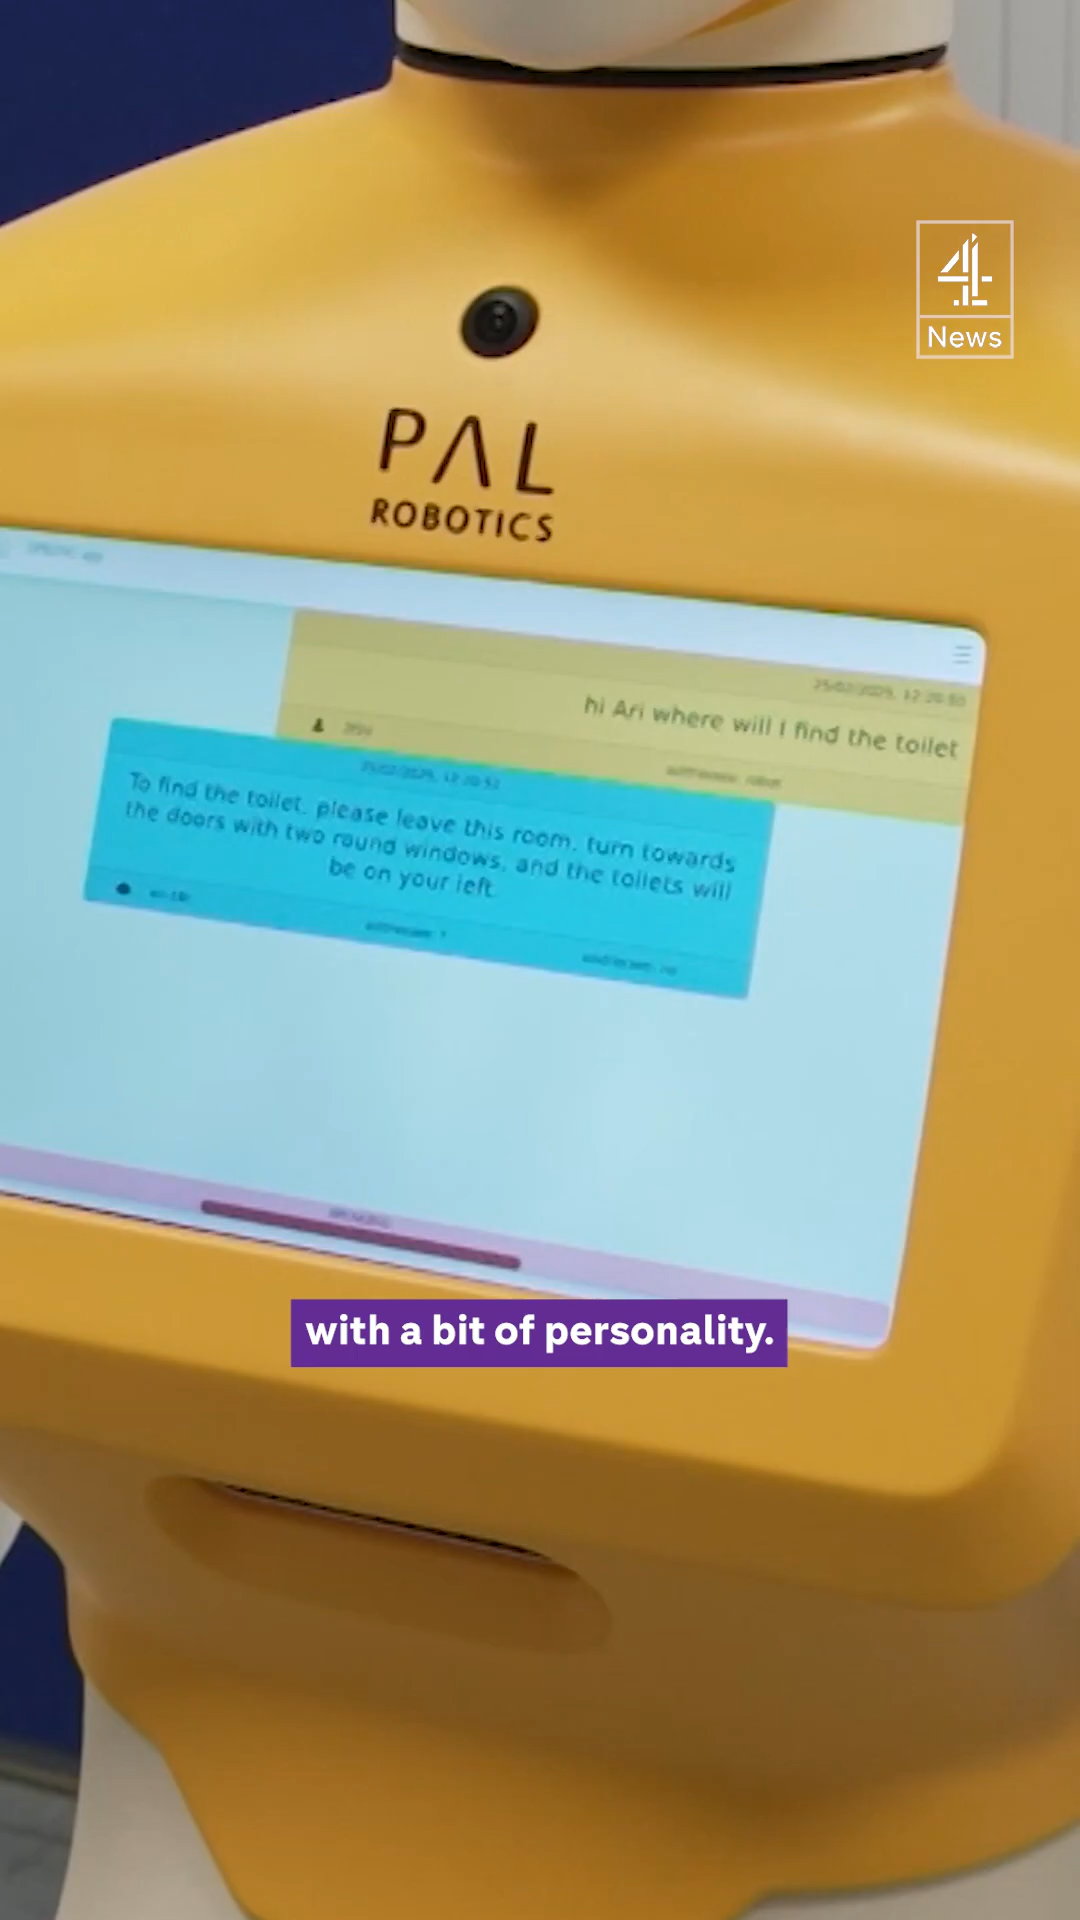 4
News
PAL
ROBOTICS
hi Ari where will I find the toilet
To find the toilet, please leave this room, turn towards
the doors with two round windows, and the toilets will
be on your left.
with a bit of personality.